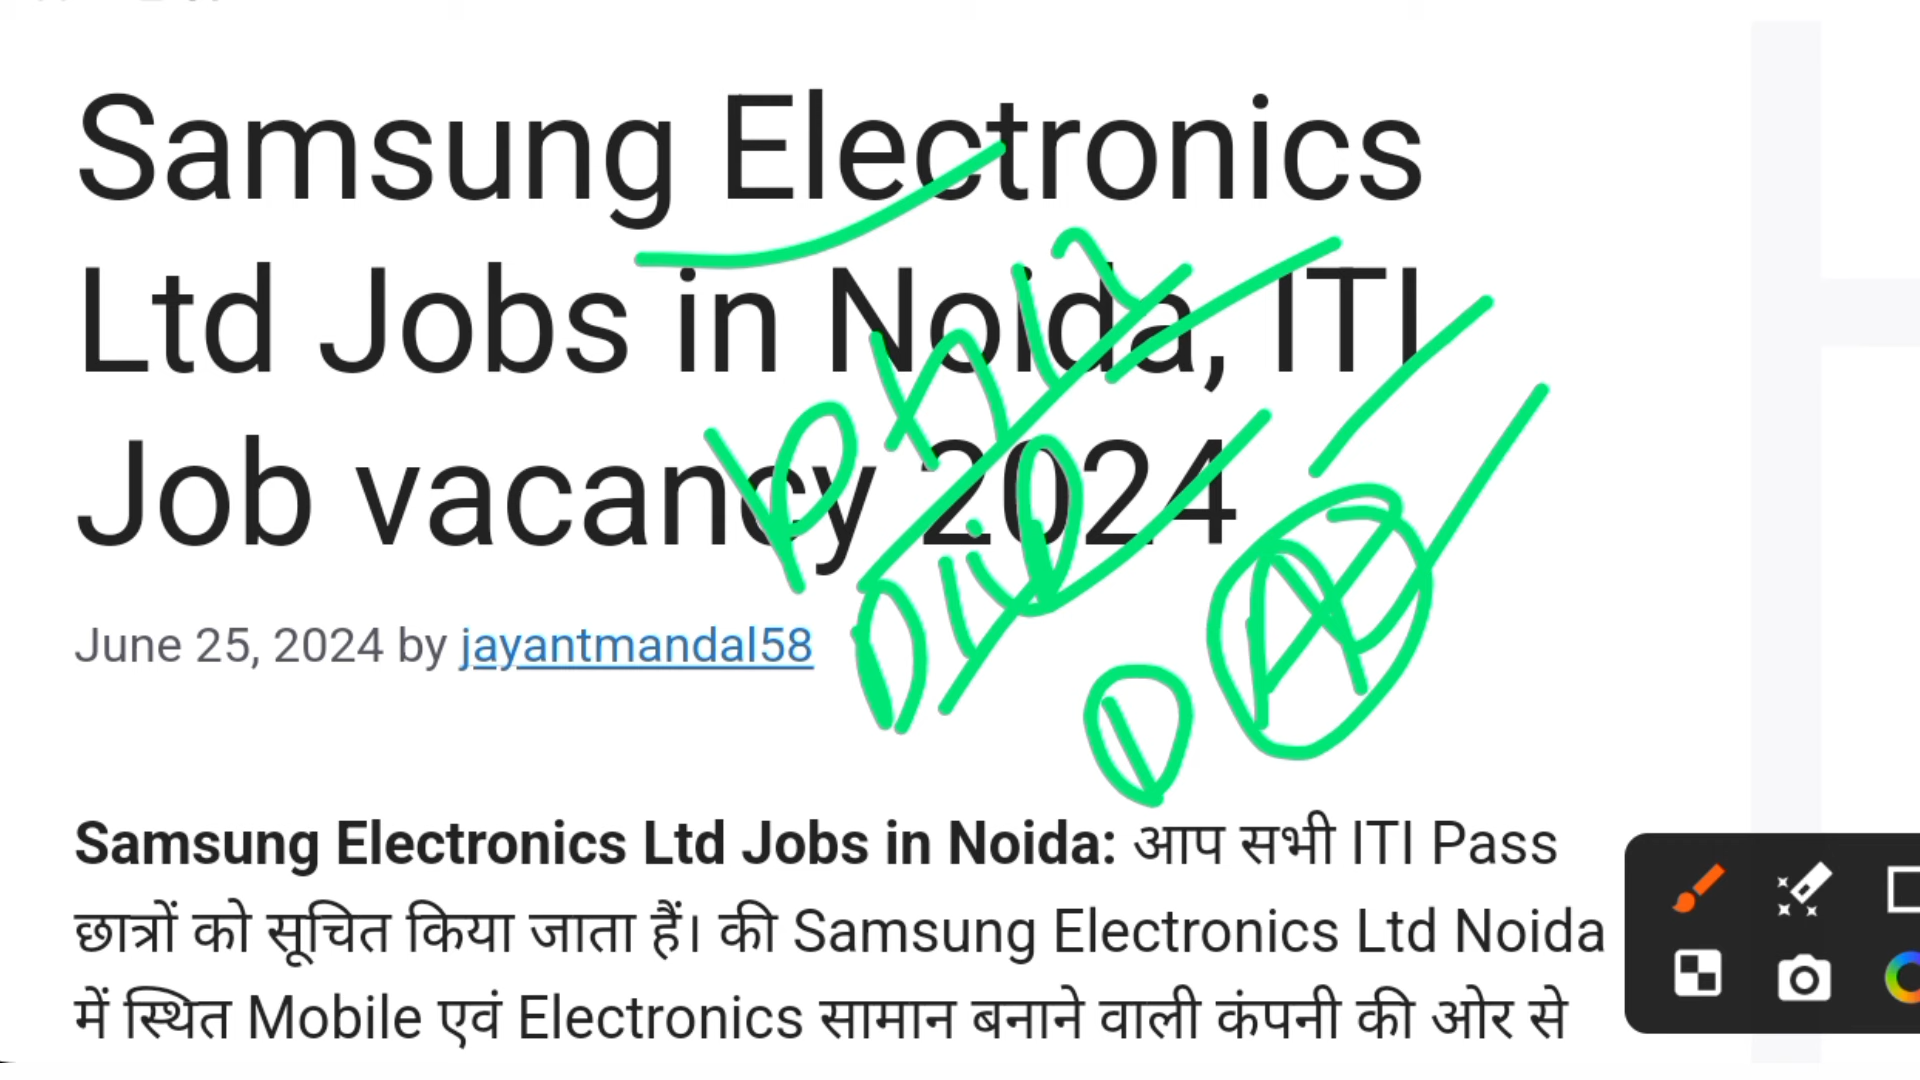 Samsung Electronics
Ltd Jobs in Noida, ITI
Job vacancy 2024
June 25, 2024 by jayantmandal58
Samsung Electronics Ltd Jobs in Noida: आप सभी ITI Pass
छात्रों को सूचित किया जाता हैं। की Samsung Electronics Ltd Noida
में स्थित Mobile एवं Electronics सामान बनाने वाली कंपनी की ओर से